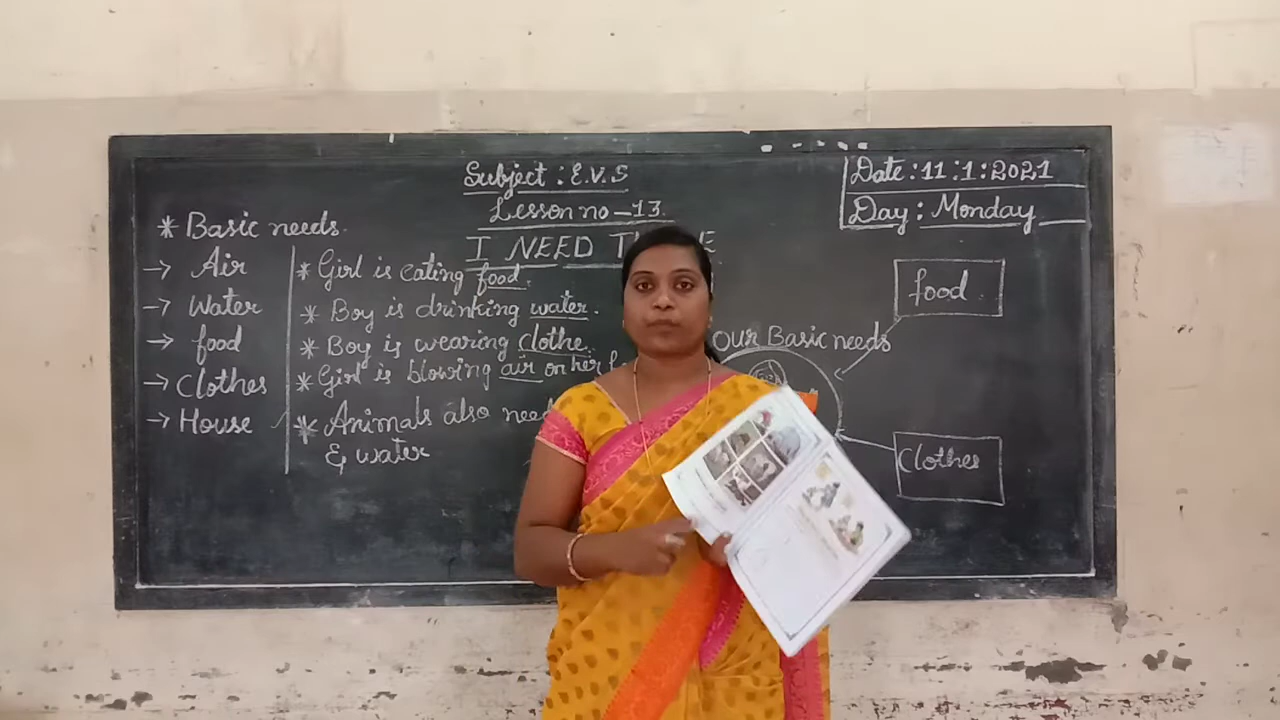 Subject : E.V.S
Lesson no - 13.
I NEED
Date : 11 : 1 : 2021
Day : Monday
* Basic needs.
→ Air
→ Water
→ food
→ Clothes
→ House
* Girl is eating food.
* Boy is drinking water.
* Boy is wearing clothe.
* Girl is blowing air on her
* Animals also need
& water
Our Basic needs
food
Clothes